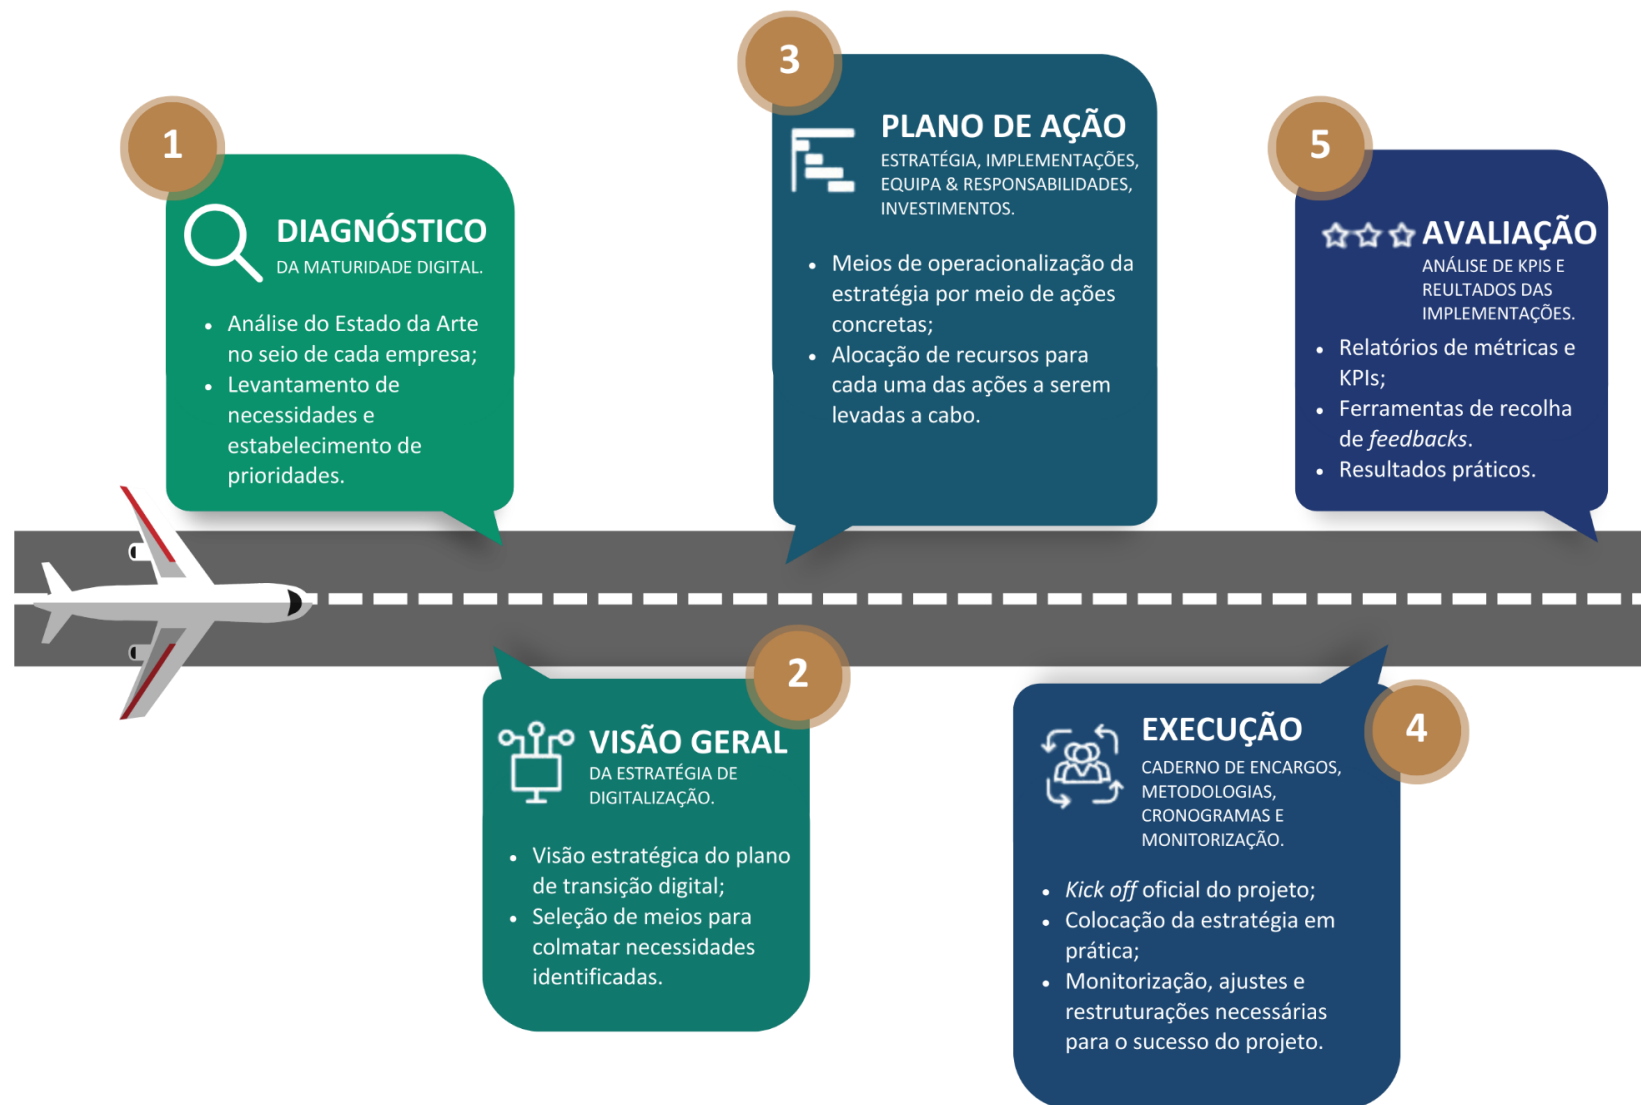 1
DIAGNÓSTICO
DA MATURIDADE DIGITAL.
• Análise do Estado da Arte
no seio de cada empresa;
• Levantamento de
necessidades e
estabelecimento de
prioridades.
2
VISÃO GERAL
DA ESTRATÉGIA DE
DIGITALIZAÇÃO.
• Visão estratégica do plano
de transição digital;
• Seleção de meios para
colmatar necessidades
identificadas.
3
PLANO DE AÇÃO
ESTRATÉGIA, IMPLEMENTAÇÕES,
EQUIPA & RESPONSABILIDADES,
INVESTIMENTOS.
• Meios de operacionalização da
estratégia por meio de ações
concretas;
• Alocação de recursos para
cada uma das ações a serem
levadas a cabo.
4
EXECUÇÃO
CADERNO DE ENCARGOS,
METODOLOGIAS,
CRONOGRAMAS E
MONITORIZAÇÃO.
• Kick off oficial do projeto;
• Colocação da estratégia em
prática;
• Monitorização, ajustes e
restruturações necessárias
para o sucesso do projeto.
5
AVALIAÇÃO
ANÁLISE DE KPIS E
REULTADOS DAS
IMPLEMENTAÇÕES.
• Relatórios de métricas e
KPIs;
• Ferramentas de recolha
de feedbacks.
• Resultados práticos.